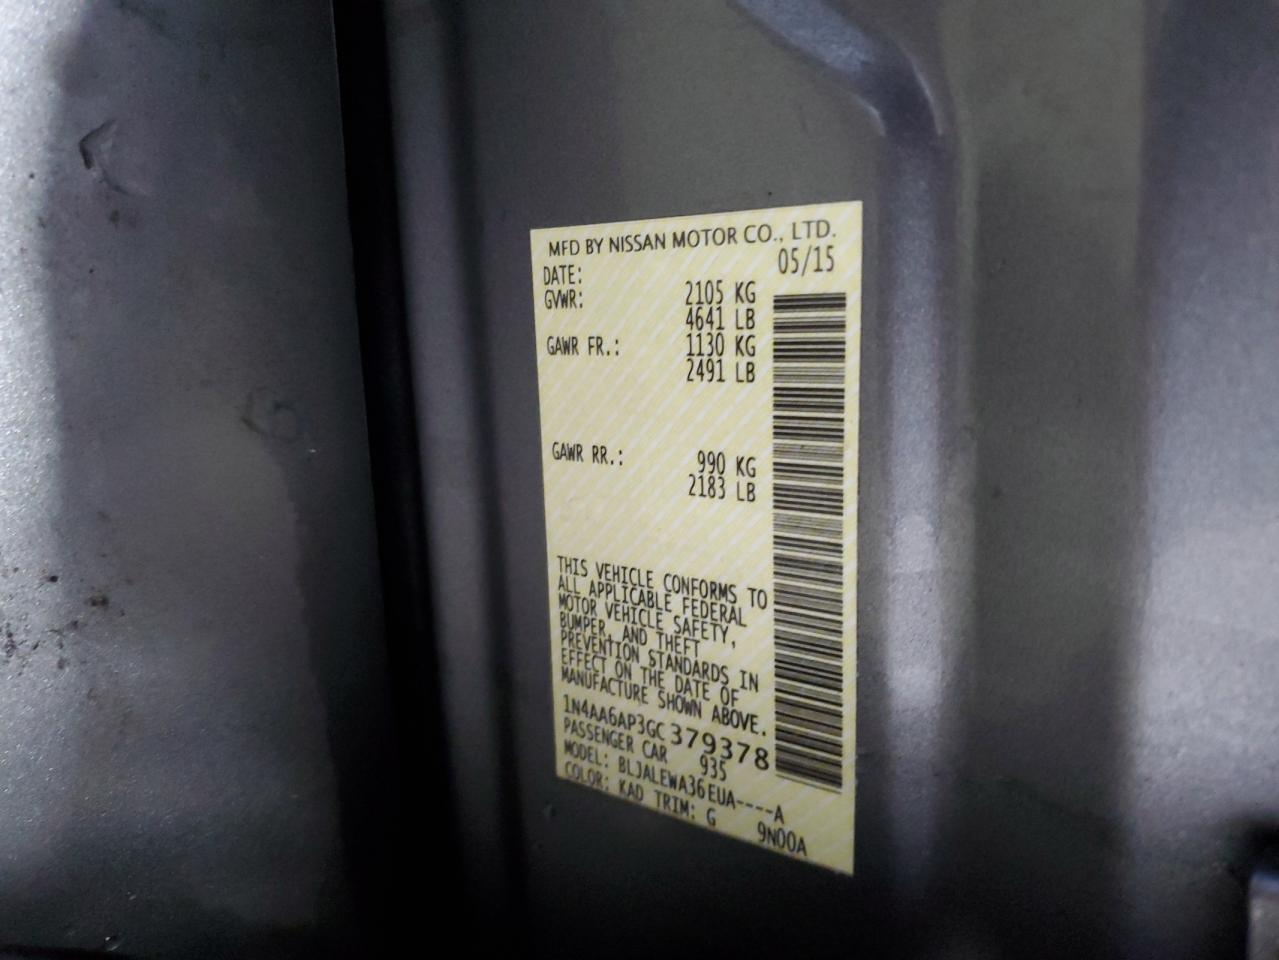 MFD BY NISSAN MOTOR CO., LTD.
DATE: 05/15
GVWR: 2105 KG
4641 LB
GAWR FR.: 1130 KG
2491 LB
GAWR RR.: 990 KG
2183 LB
THIS VEHICLE CONFORMS TO
ALL APPLICABLE FEDERAL
MOTOR VEHICLE SAFETY,
BUMPER, AND THEFT
PREVENTION STANDARDS IN
EFFECT ON THE DATE OF
MANUFACTURE SHOWN ABOVE.
1N4AA6AP3GC379378
PASSENGER CAR 935
MODEL: BLJALEWA36EUA----A
COLOR: KAD TRIM: G 9N00A